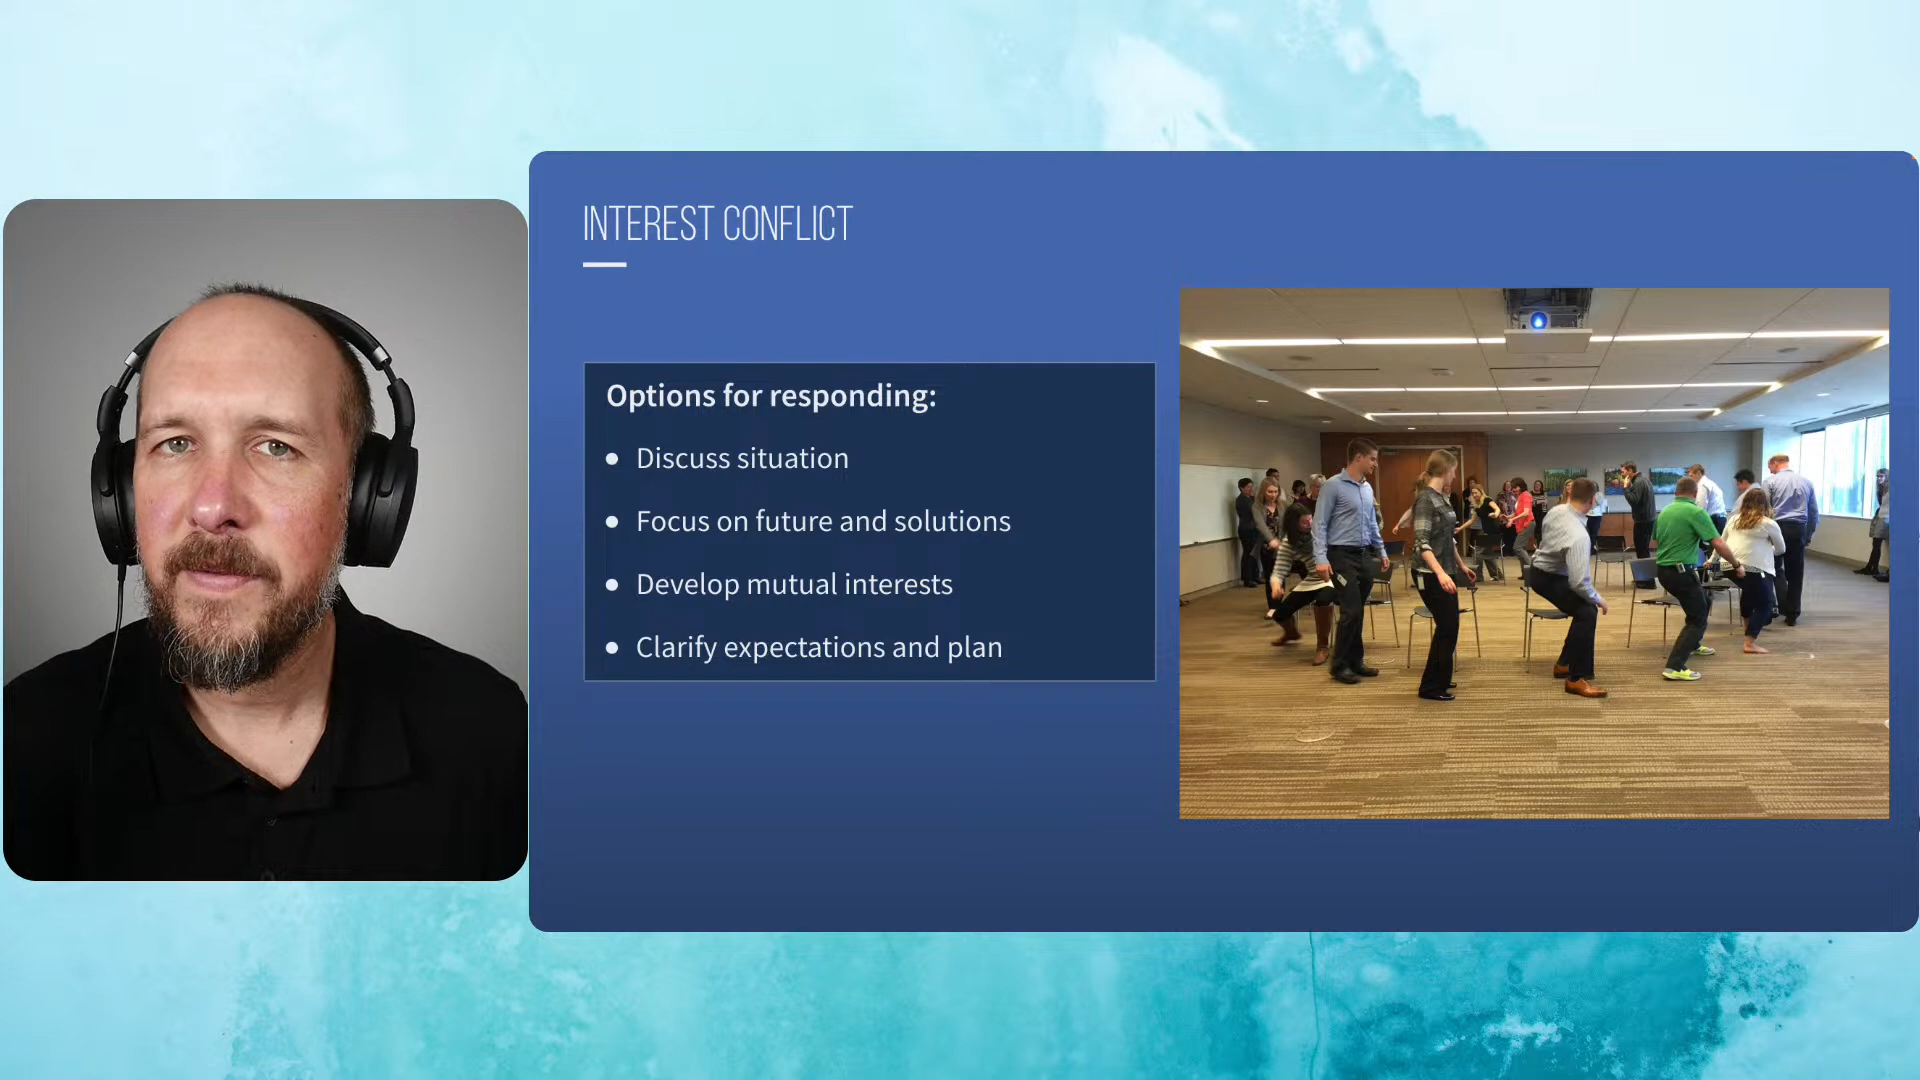 INTEREST CONFLICT
Options for responding:
Discuss situation
Focus on future and solutions
Develop mutual interests
Clarify expectations and plan